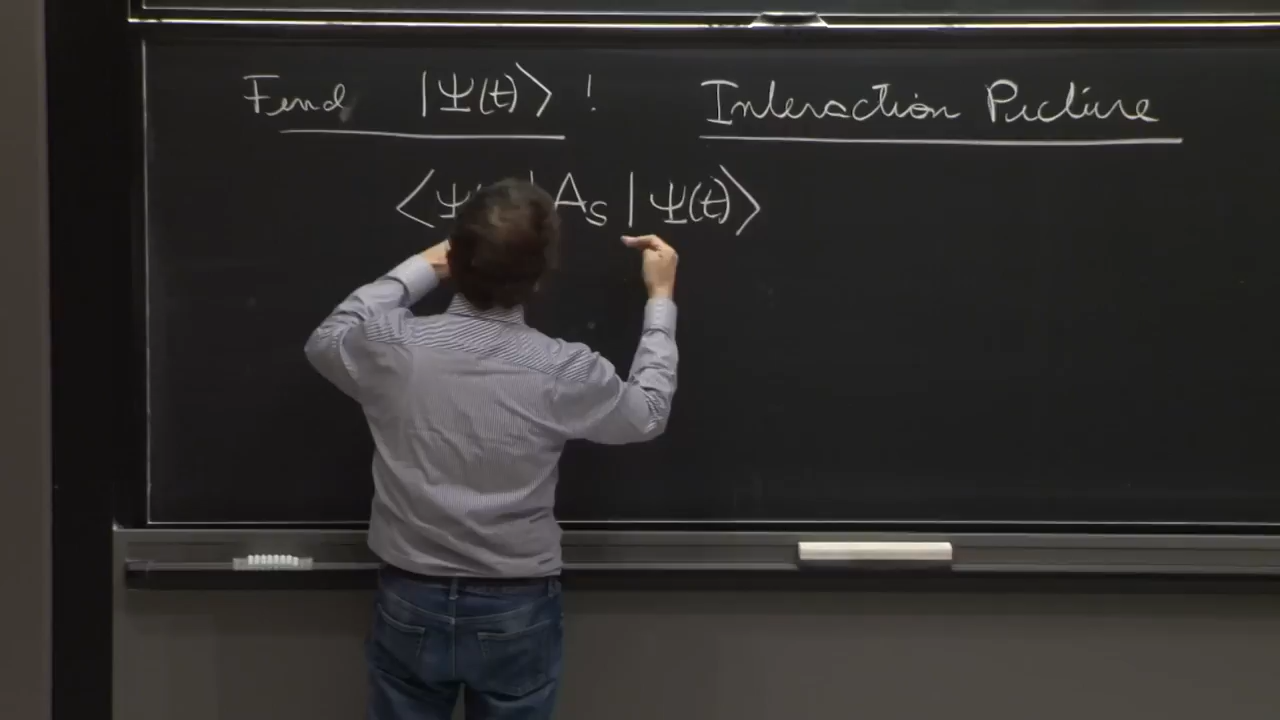 Find |Ψ(t)⟩ ! Interaction Picture
⟨Ψ | A_S | Ψ(t)⟩